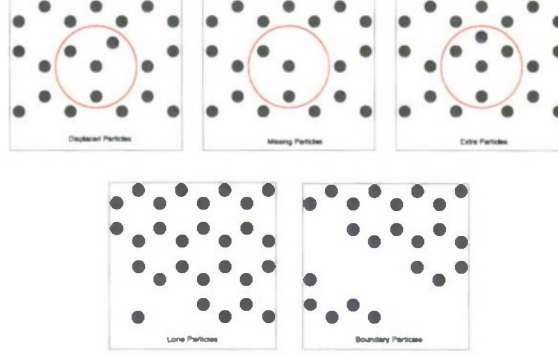 Displaced Particles
Missing Particles
Extra Particles
Lone Particles
Boundary Particles